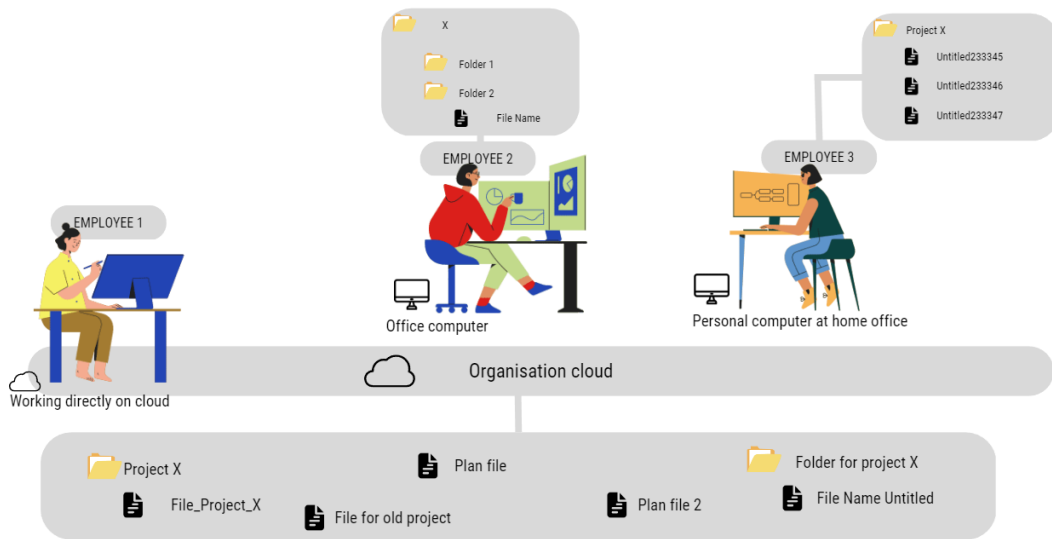 X
Folder 1
Folder 2
File Name
Project X
Untitled233345
Untitled233346
Untitled233347
EMPLOYEE 1
EMPLOYEE 2
EMPLOYEE 3
Office computer
Personal computer at home office
Working directly on cloud
Organisation cloud
Project X
File_Project_X
File for old project
Plan file
Plan file 2
Folder for project X
File Name Untitled